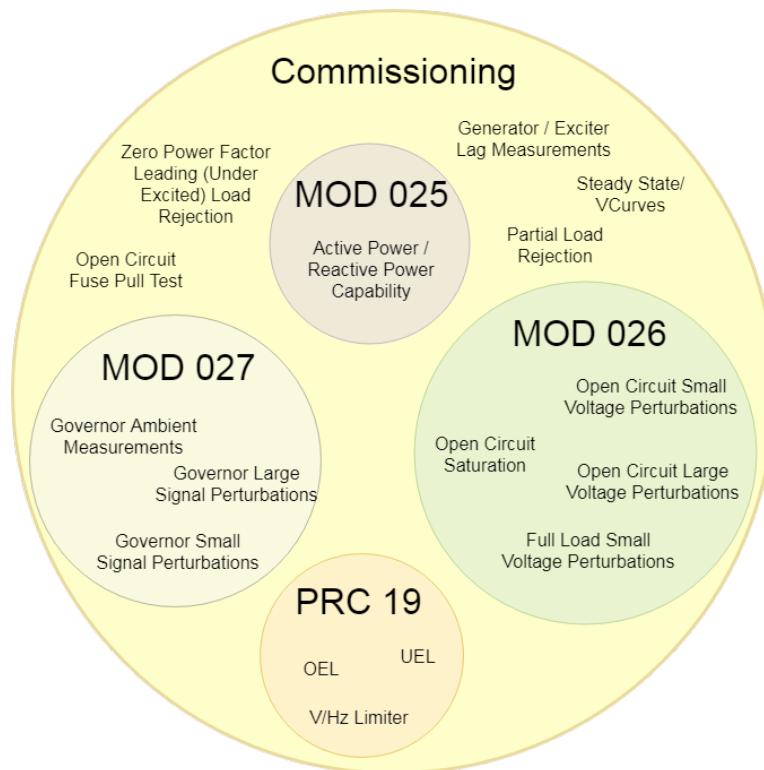 Commissioning
Generator / Exciter
Lag Measurements
Zero Power Factor
Leading (Under
Excited) Load
Rejection
Steady State/
VCurves
Partial Load
Rejection
Open Circuit
Fuse Pull Test
MOD 025
Active Power /
Reactive Power
Capability
MOD 027
Governor Ambient
Measurements
Governor Large
Signal Perturbations
Governor Small
Signal Perturbations
MOD 026
Open Circuit Small
Voltage Perturbations
Open Circuit
Saturation
Open Circuit Large
Voltage Perturbations
Full Load Small
Voltage Perturbations
PRC 19
OEL
UEL
V/Hz Limiter